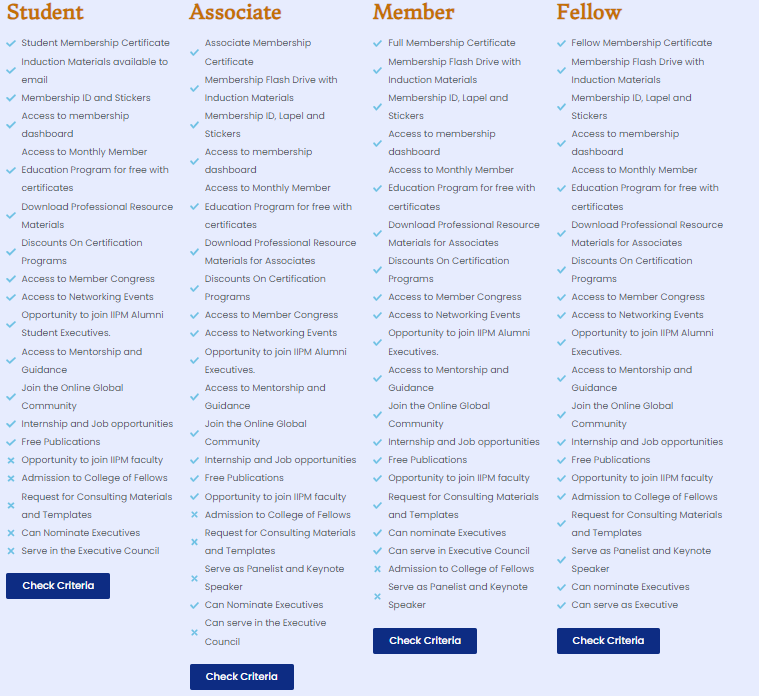 Student
Student Membership Certificate
Induction Materials available to
email
Membership ID and Stickers
Access to membership
dashboard
Access to Monthly Member
Education Program for free with
certificates
Download Professional Resource
Materials
Discounts On Certification
Programs
Access to Member Congress
Access to Networking Events
Opportunity to join IIPM Alumni
Student Executives.
Access to Mentorship and
Guidance
Join the Online Global
Community
Internship and Job opportunities
Free Publications
Opportunity to join IIPM faculty
Admission to College of Fellows
Request for Consulting Materials
and Templates
Can Nominate Executives
Serve in the Executive Council
Check Criteria
Associate
Associate Membership
Certificate
Membership Flash Drive with
Induction Materials
Membership ID, Lapel and
Stickers
Access to membership
dashboard
Access to Monthly Member
Education Program for free with
certificates
Download Professional Resource
Materials for Associates
Discounts On Certification
Programs
Access to Member Congress
Access to Networking Events
Opportunity to join IIPM Alumni
Executives.
Access to Mentorship and
Guidance
Join the Online Global
Community
Internship and Job opportunities
Free Publications
Opportunity to join IIPM faculty
Admission to College of Fellows
Request for Consulting Materials
and Templates
Serve as Panelist and Keynote
Speaker
Can Nominate Executives
Can serve in the Executive
Council
Check Criteria
Member
Full Membership Certificate
Membership Flash Drive with
Induction Materials
Membership ID, Lapel and
Stickers
Access to membership
dashboard
Access to Monthly Member
Education Program for free with
certificates
Download Professional Resource
Materials for Associates
Discounts On Certification
Programs
Access to Member Congress
Access to Networking Events
Opportunity to join IIPM Alumni
Executives.
Access to Mentorship and
Guidance
Join the Online Global
Community
Internship and Job opportunities
Free Publications
Opportunity to join IIPM faculty
Request for Consulting Materials
and Templates
Can nominate Executives
Can serve in Executive Council
Admission to College of Fellows
Serve as Panelist and Keynote
Speaker
Check Criteria
Fellow
Fellow Membership Certificate
Membership Flash Drive with
Induction Materials
Membership ID, Lapel and
Stickers
Access to membership
dashboard
Access to Monthly Member
Education Program for free with
certificates
Download Professional Resource
Materials for Associates
Discounts On Certification
Programs
Access to Member Congress
Access to Networking Events
Opportunity to join IIPM Alumni
Executives.
Access to Mentorship and
Guidance
Join the Online Global
Community
Internship and Job opportunities
Free Publications
Opportunity to join IIPM faculty
Admission to College of Fellows
Request for Consulting Materials
and Templates
Serve as Panelist and Keynote
Speaker
Can nominate Executives
Can serve as Executive
Check Criteria